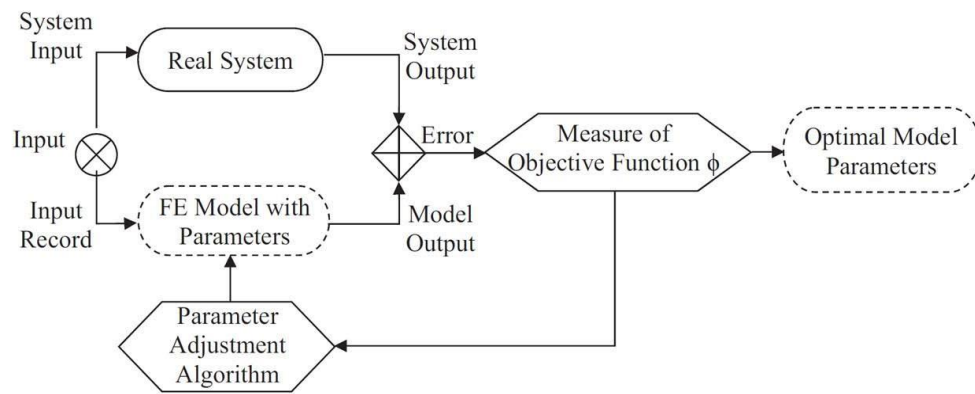 System
Input
Real System
System
Output
Input
Error
Measure of
Objective Function ϕ
Optimal Model
Parameters
Input
Record
FE Model with
Parameters
Model
Output
Parameter
Adjustment
Algorithm